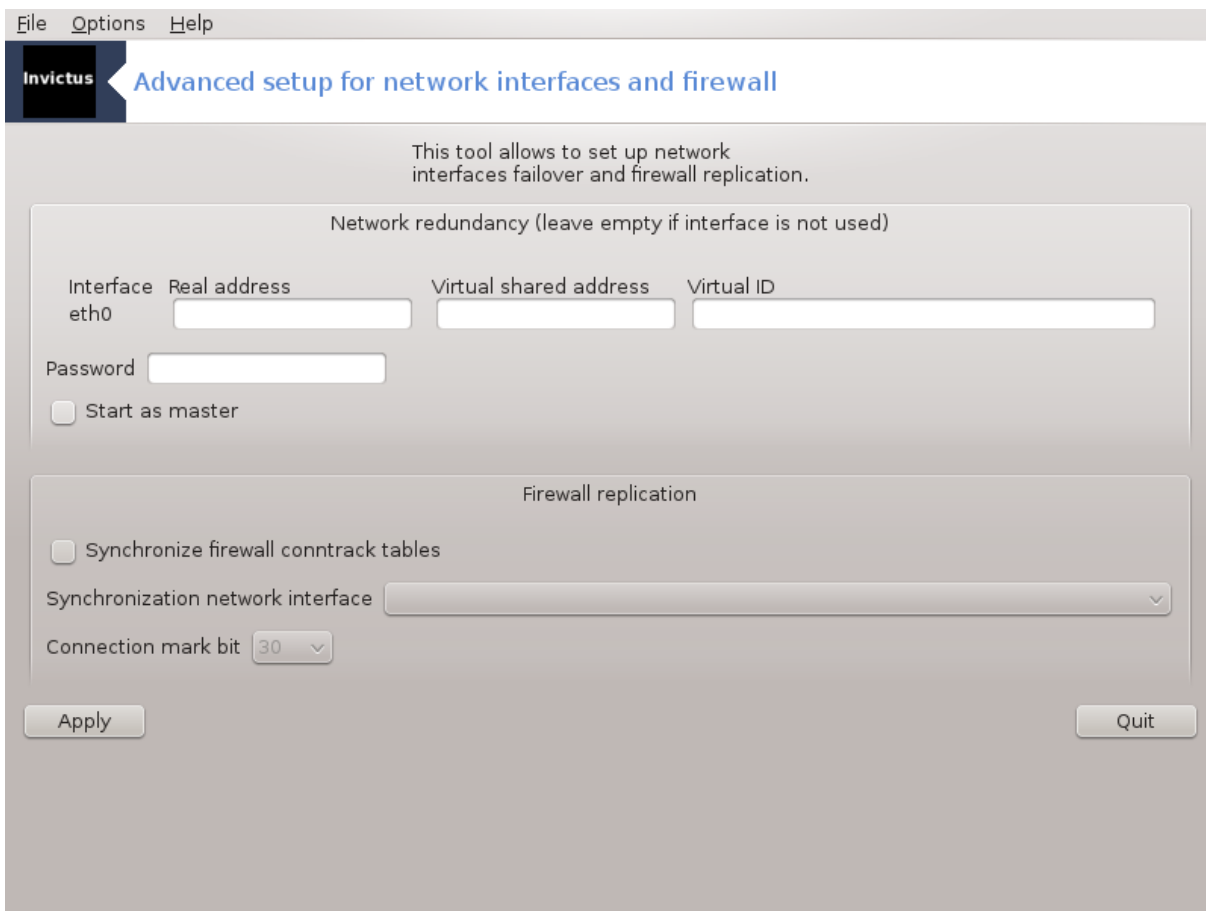 File Options Help
Invictus
Advanced setup for network interfaces and firewall
This tool allows to set up network
interfaces failover and firewall replication.
Network redundancy (leave empty if interface is not used)
Interface Real address Virtual shared address Virtual ID
eth0
Password
Start as master
Firewall replication
Synchronize firewall conntrack tables
Synchronization network interface
Connection mark bit 30
Apply Quit